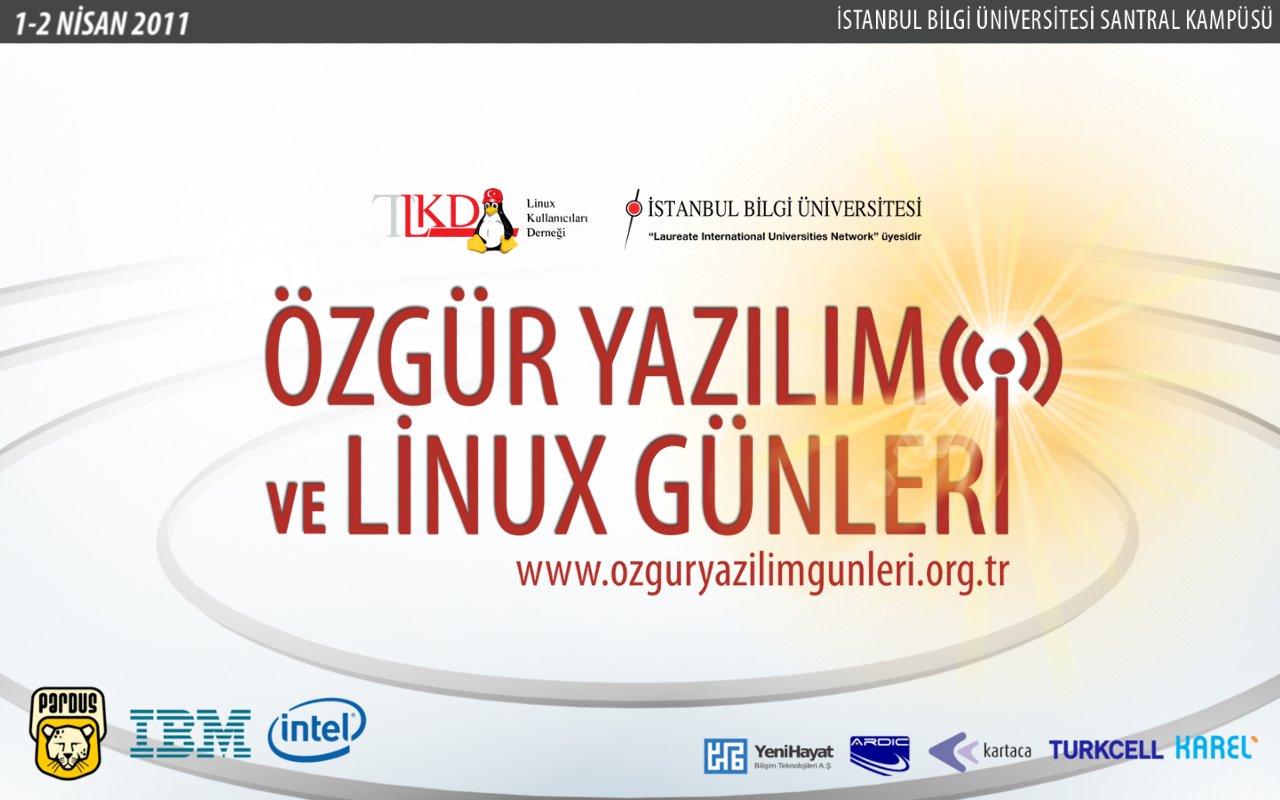 1-2 NİSAN 2011
İSTANBUL BİLGİ ÜNİVERSİTESİ SANTRAL KAMPÜSÜ
TLKD
Linux
Kullanıcıları
Derneği
İSTANBUL BİLGİ ÜNİVERSİTESİ
“Laureate International Universities Network” üyesidir
ÖZGÜR YAZILIM
VE LİNUX GÜNLERİ
www.ozguryazilimgunleri.org.tr
PARDUS
IBM
intel
YeniHayat
Bilişim Teknolojileri A.Ş.
ARDIC
kartaca
TURKCELL
KAREL